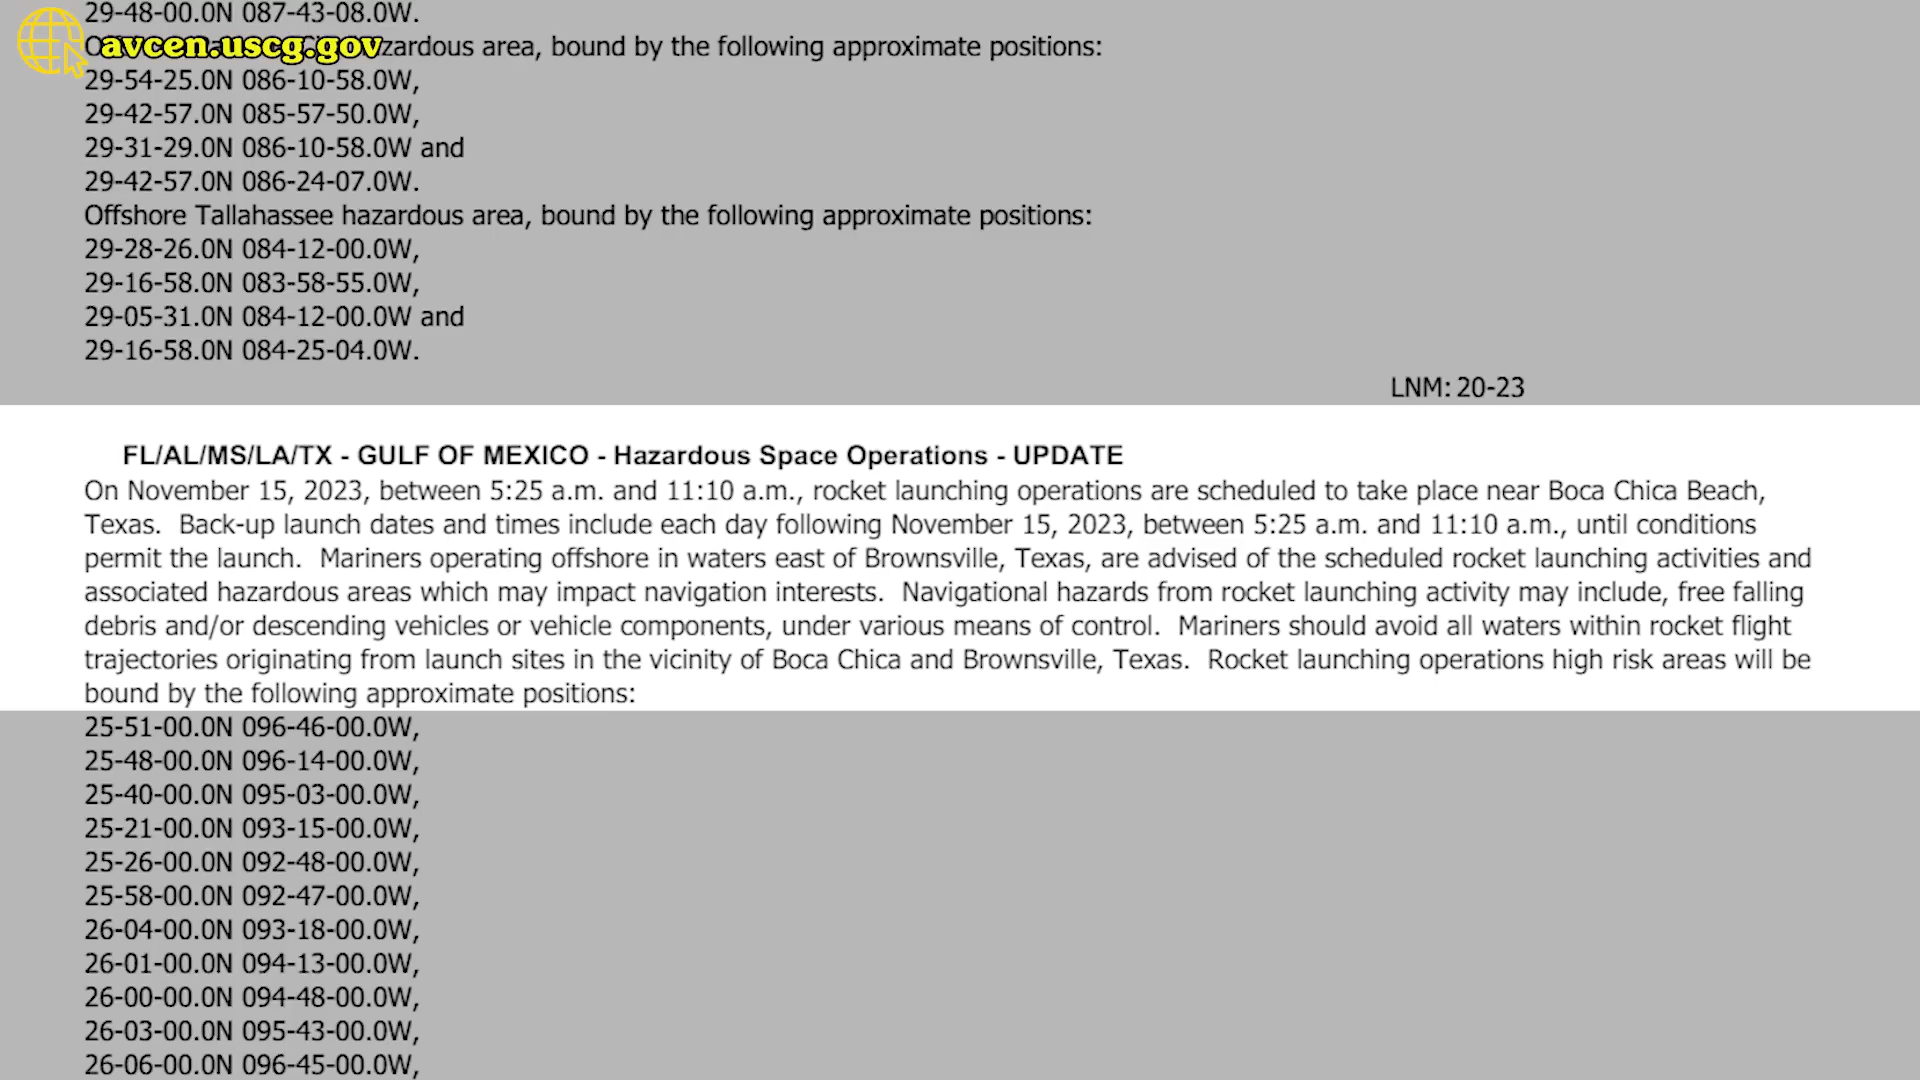 29-48-00.0N 087-43-08.0W.
avcen.uscg.gov
zardous area, bound by the following approximate positions:
29-54-25.0N 086-10-58.0W,
29-42-57.0N 085-57-50.0W,
29-31-29.0N 086-10-58.0W and
29-42-57.0N 086-24-07.0W.
Offshore Tallahassee hazardous area, bound by the following approximate positions:
29-28-26.0N 084-12-00.0W,
29-16-58.0N 083-58-55.0W,
29-05-31.0N 084-12-00.0W and
29-16-58.0N 084-25-04.0W.
LNM: 20-23
FL/AL/MS/LA/TX - GULF OF MEXICO - Hazardous Space Operations - UPDATE
On November 15, 2023, between 5:25 a.m. and 11:10 a.m., rocket launching operations are scheduled to take place near Boca Chica Beach,
Texas.  Back-up launch dates and times include each day following November 15, 2023, between 5:25 a.m. and 11:10 a.m., until conditions
permit the launch.  Mariners operating offshore in waters east of Brownsville, Texas, are advised of the scheduled rocket launching activities and
associated hazardous areas which may impact navigation interests.  Navigational hazards from rocket launching activity may include, free falling
debris and/or descending vehicles or vehicle components, under various means of control.  Mariners should avoid all waters within rocket flight
trajectories originating from launch sites in the vicinity of Boca Chica and Brownsville, Texas.  Rocket launching operations high risk areas will be
bound by the following approximate positions:
25-51-00.0N 096-46-00.0W,
25-48-00.0N 096-14-00.0W,
25-40-00.0N 095-03-00.0W,
25-21-00.0N 093-15-00.0W,
25-26-00.0N 092-48-00.0W,
25-58-00.0N 092-47-00.0W,
26-04-00.0N 093-18-00.0W,
26-01-00.0N 094-13-00.0W,
26-00-00.0N 094-48-00.0W,
26-03-00.0N 095-43-00.0W,
26-06-00.0N 096-45-00.0W,